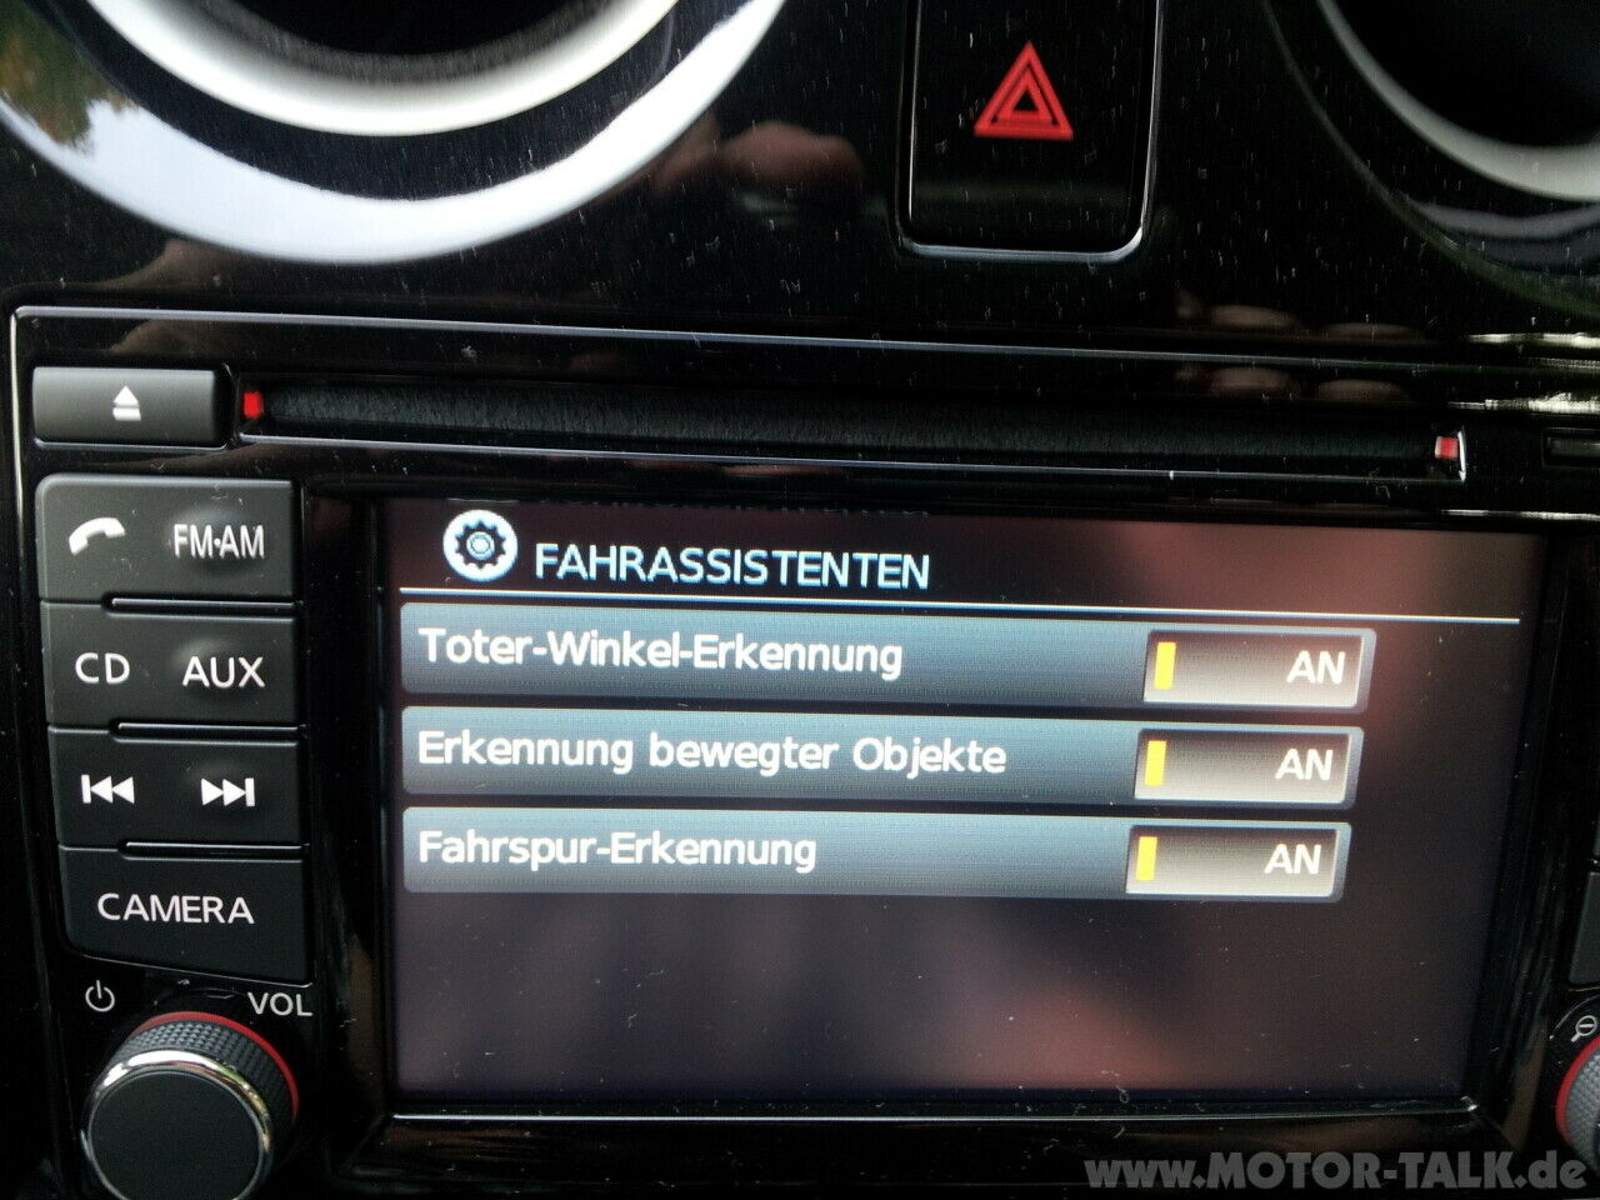 FM·AM
CD AUX
CAMERA
VOL
FAHRASSISTENTEN
Toter-Winkel-Erkennung AN
Erkennung bewegter Objekte AN
Fahrspur-Erkennung AN
www.MOTOR-TALK.de